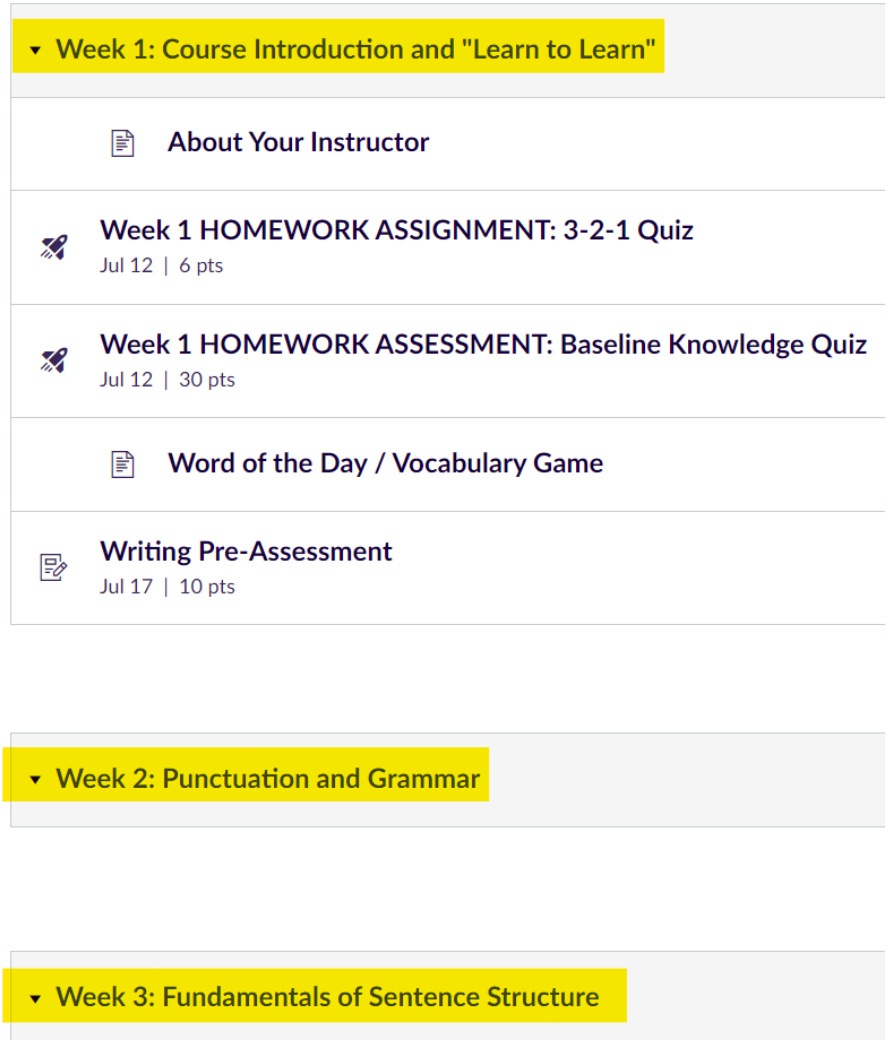 Week 1: Course Introduction and "Learn to Learn"
About Your Instructor
Week 1 HOMEWORK ASSIGNMENT: 3-2-1 Quiz
Jul 12 | 6 pts
Week 1 HOMEWORK ASSESSMENT: Baseline Knowledge Quiz
Jul 12 | 30 pts
Word of the Day / Vocabulary Game
Writing Pre-Assessment
Jul 17 | 10 pts
Week 2: Punctuation and Grammar
Week 3: Fundamentals of Sentence Structure